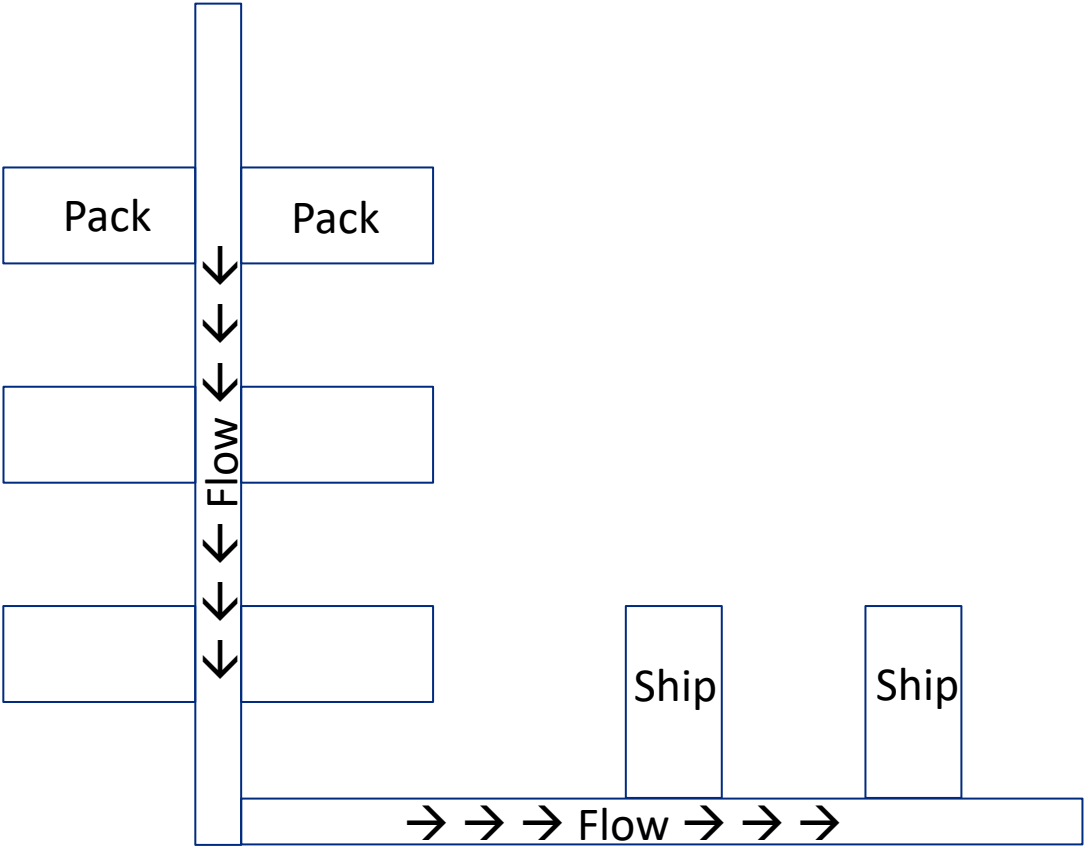 Pack
Pack
↓ ↓ ↓ Flow ↓ ↓ ↓
Ship
Ship
→ → → Flow → → →